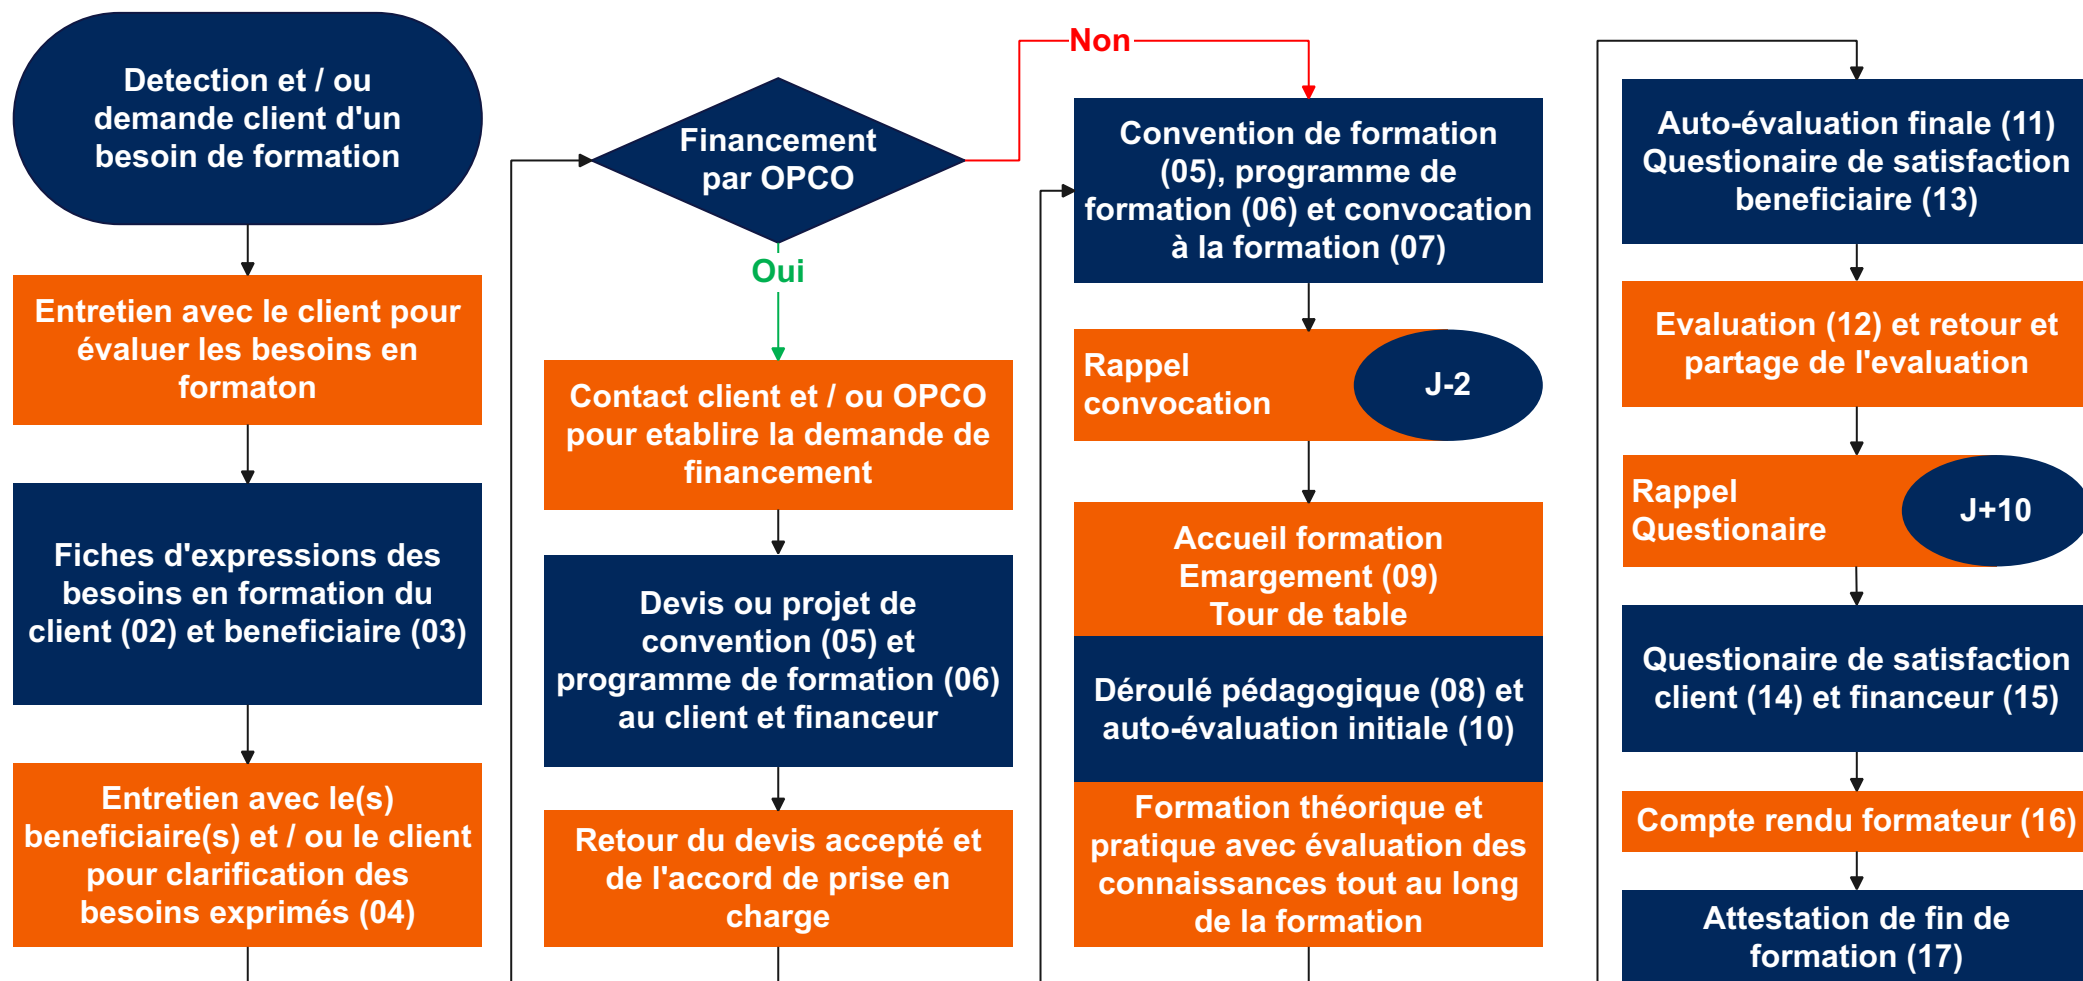 Detection et / ou
demande client d'un
besoin de formation
Entretien avec le client pour
évaluer les besoins en
formaton
Fiches d'expressions des
besoins en formation du
client (02) et beneficiaire (03)
Entretien avec le(s)
beneficiaire(s) et / ou le client
pour clarification des
besoins exprimés (04)
Financement
par OPCO
Non
Oui
Contact client et / ou OPCO
pour etablire la demande de
financement
Devis ou projet de
convention (05) et
programme de formation (06)
au client et financeur
Retour du devis accepté et
de l'accord de prise en
charge
Convention de formation
(05), programme de
formation (06) et convocation
à la formation (07)
Rappel
convocation
J-2
Accueil formation
Emargement (09)
Tour de table
Déroulé pédagogique (08) et
auto-évaluation initiale (10)
Formation théorique et
pratique avec évaluation des
connaissances tout au long
de la formation
Auto-évaluation finale (11)
Questionaire de satisfaction
beneficiaire (13)
Evaluation (12) et retour et
partage de l'evaluation
Rappel
Questionaire
J+10
Questionaire de satisfaction
client (14) et financeur (15)
Compte rendu formateur (16)
Attestation de fin de
formation (17)